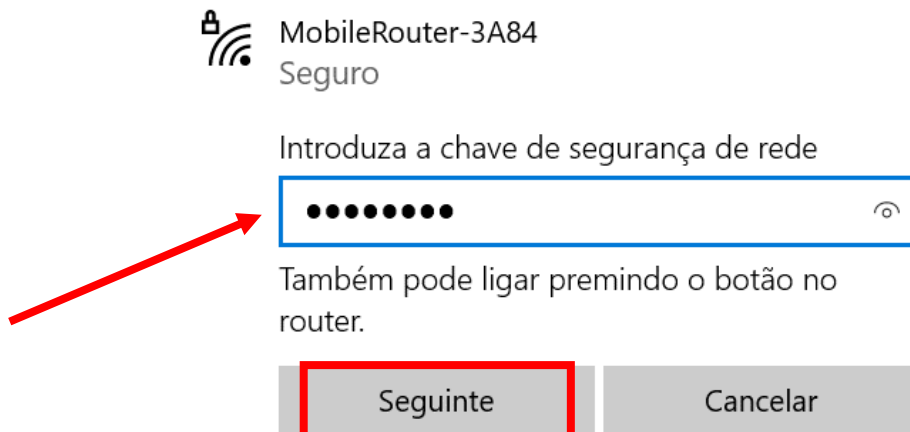 MobileRouter-3A84
Seguro
Introduza a chave de segurança de rede
••••••••
Também pode ligar premindo o botão no
router.
Seguinte
Cancelar